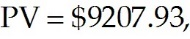 PV = $9207.93,